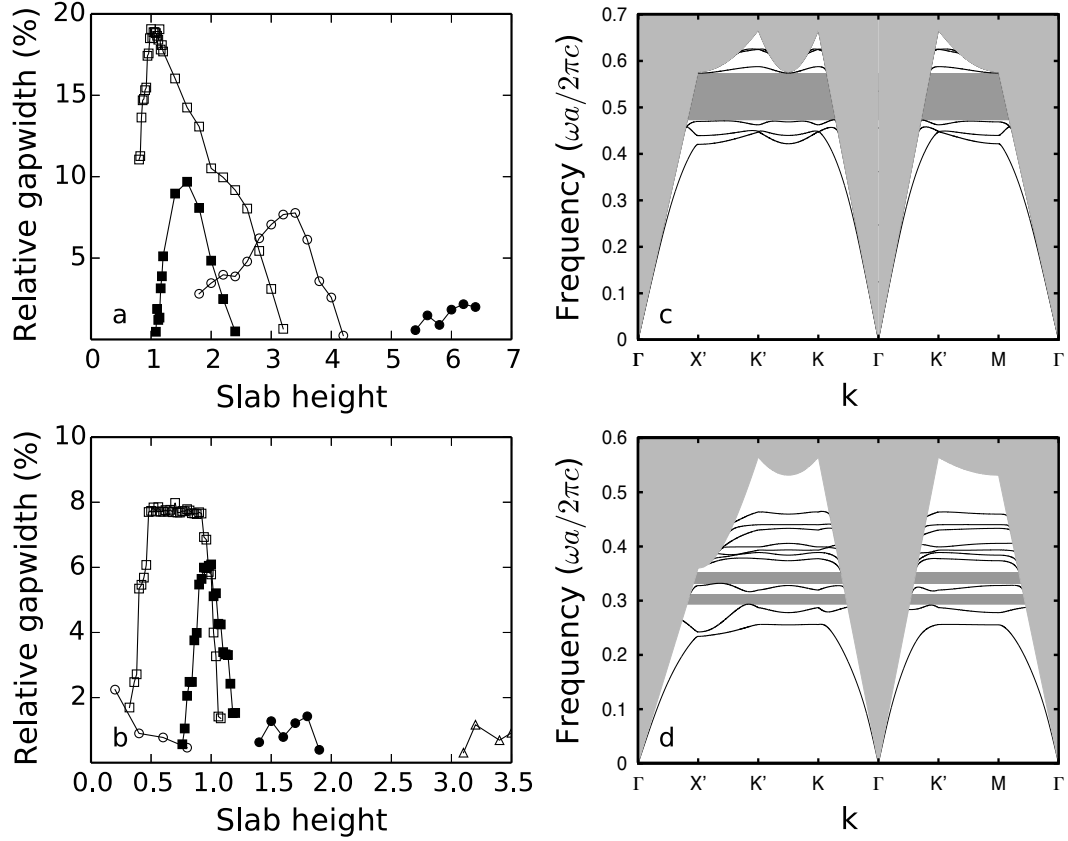 Relative gapwidth (%)
20
15
10
5
a
0 1 2 3 4 5 6 7
Slab height
Frequency (ωa/2πc)
0.7
0.6
0.5
0.4
0.3
0.2
0.1
0
c
Γ X' K' K Γ K' M Γ
k
Relative gapwidth (%)
10
8
6
4
2
b
0.0 0.5 1.0 1.5 2.0 2.5 3.0 3.5
Slab height
Frequency (ωa/2πc)
0.6
0.5
0.4
0.3
0.2
0.1
0
d
Γ X' K' K Γ K' M Γ
k